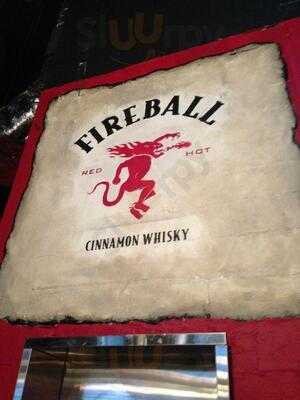 FIREBALL
RED HOT
CINNAMON WHISKY